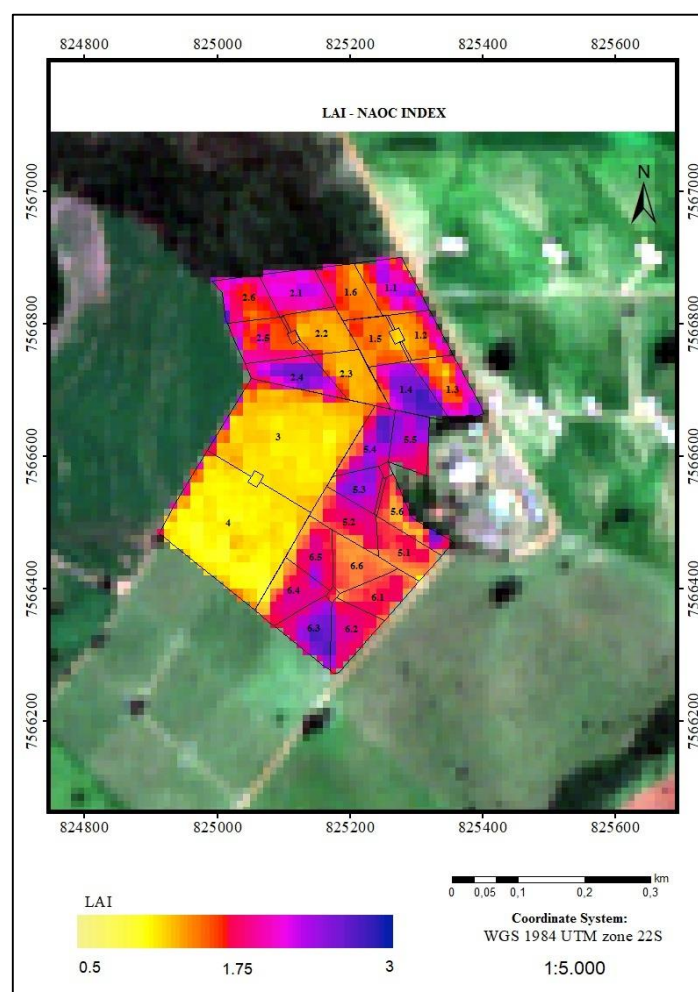 824800 825000 825200 825400 825600
LAI - NAOC INDEX
7567000 7567000
N
7566800 7566800
7566600 7566600
7566400 7566400
7566200 7566200
2.6 2.1 1.6 1.1
2.5 2.2 1.5 1.2
2.4 2.3 1.4 1.3
3 5.4 5.5
4 5.3
5.2 5.6
6.5 6.6 5.1
6.4 6.1
6.3 6.2
824800 825000 825200 825400 825600
km
0 0,05 0,1 0,2 0,3
LAI
Coordinate System:
WGS 1984 UTM zone 22S
0.5 1.75 3
1:5.000